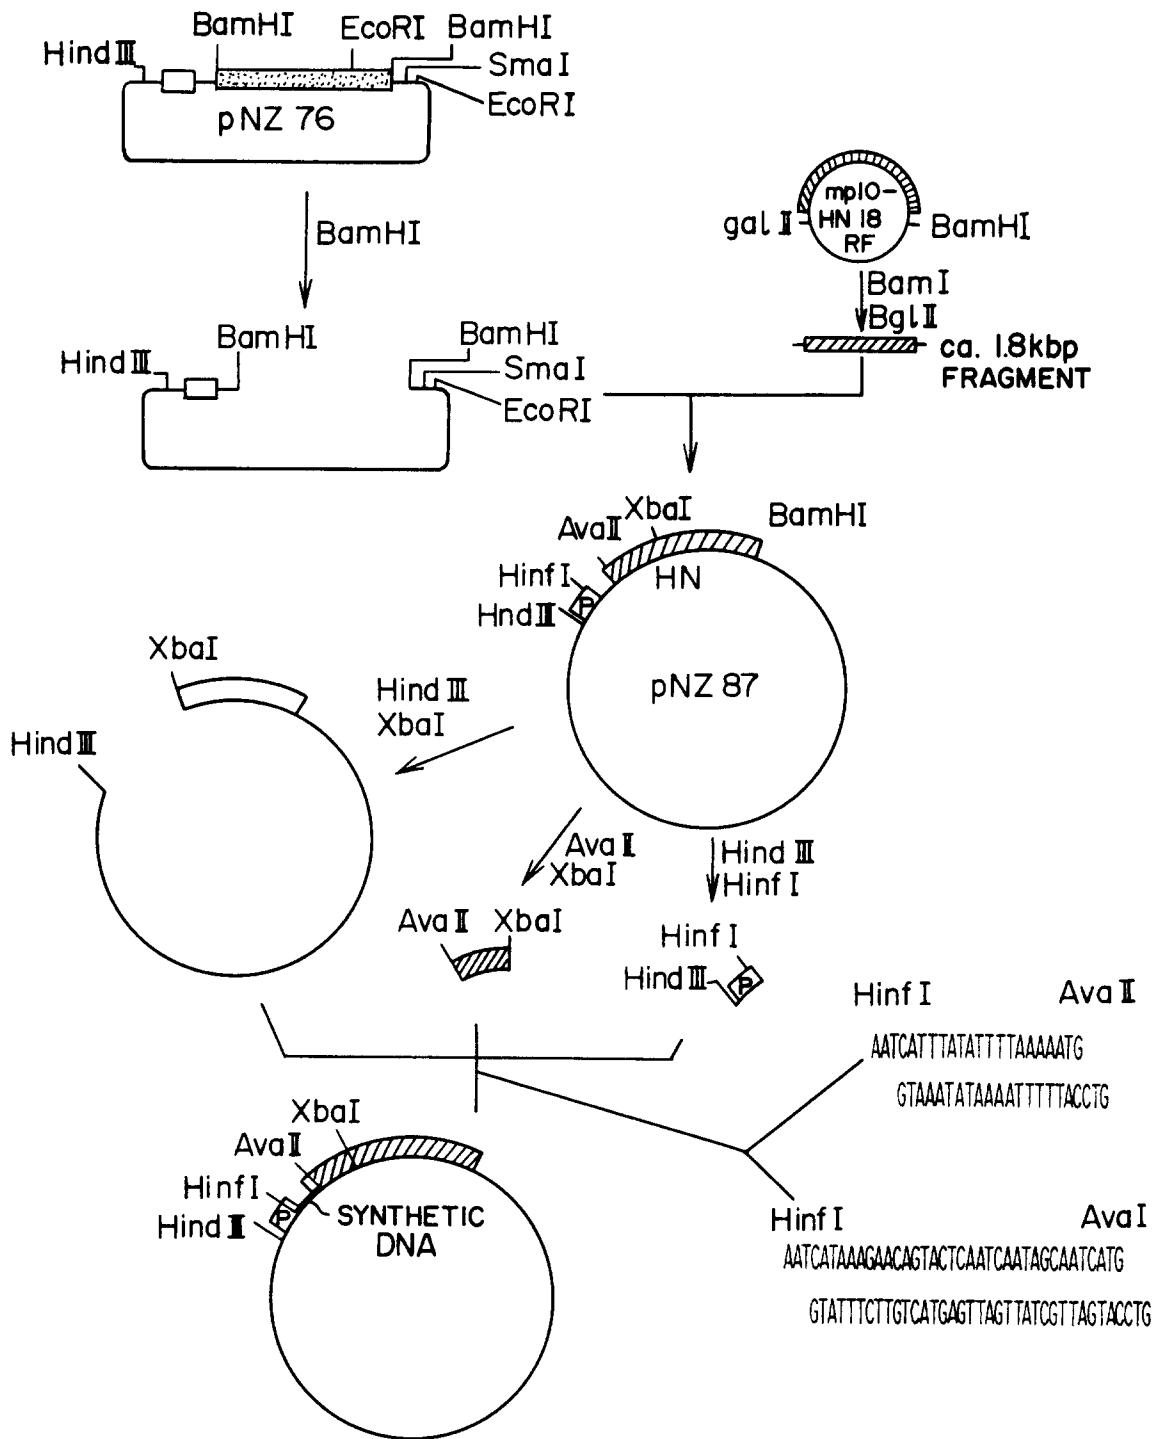 BamHI
EcoRI
BamHI
HindⅢ
SmaI
EcoRI
pNZ 76
BamHI
mp10-
HN 18
RF
galⅡ
BamHI
BamI
BglⅡ
ca. 1.8kbp
FRAGMENT
BamHI
BamHI
HindⅢ
SmaI
EcoRI
XbaI
BamHI
AvaⅡ
HinfI
HN
P
HndⅢ
pNZ 87
XbaI
HindⅢ
HindⅢ
XbaI
AvaⅡ
XbaI
HindⅢ
HinfI
AvaⅡ XbaI
HinfI
HindⅢ
P
HinfI AvaⅡ
AATCATTTATATTTTAAAAATG
GTAAATATAAAATTTTTACCTG
XbaI
AvaⅡ
HinfI
P
HindⅢ
SYNTHETIC
DNA
HinfI AvaI
AATCATAAAGAACAGTACTCAATCAATAGCAATCATG
GTATTTCTTGTCATGAGTTAGTTATCGTTAGTACCTG